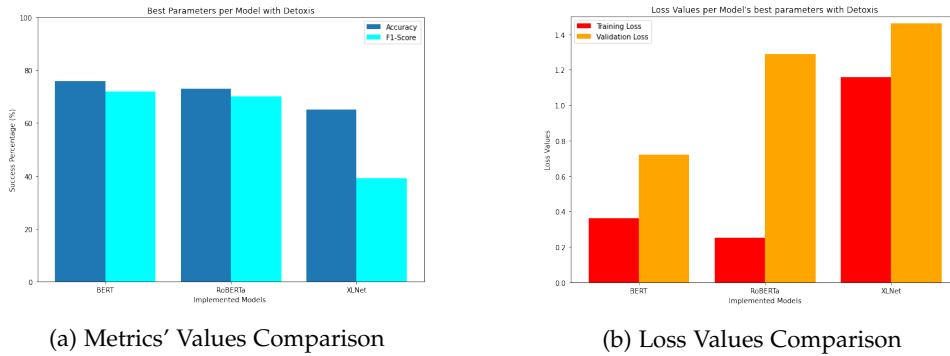 Best Parameters per Model with Detoxis
Accuracy
F1-Score
Success Percentage (%)
100
80
60
40
20
0
BERT
RoBERTa
XLNet
Implemented Models
(a) Metrics' Values Comparison
Loss Values per Model's best parameters with Detoxis
Training Loss
Validation Loss
Loss Values
1.4
1.2
1.0
0.8
0.6
0.4
0.2
0.0
BERT
RoBERTa
XLNet
Implemented Models
(b) Loss Values Comparison